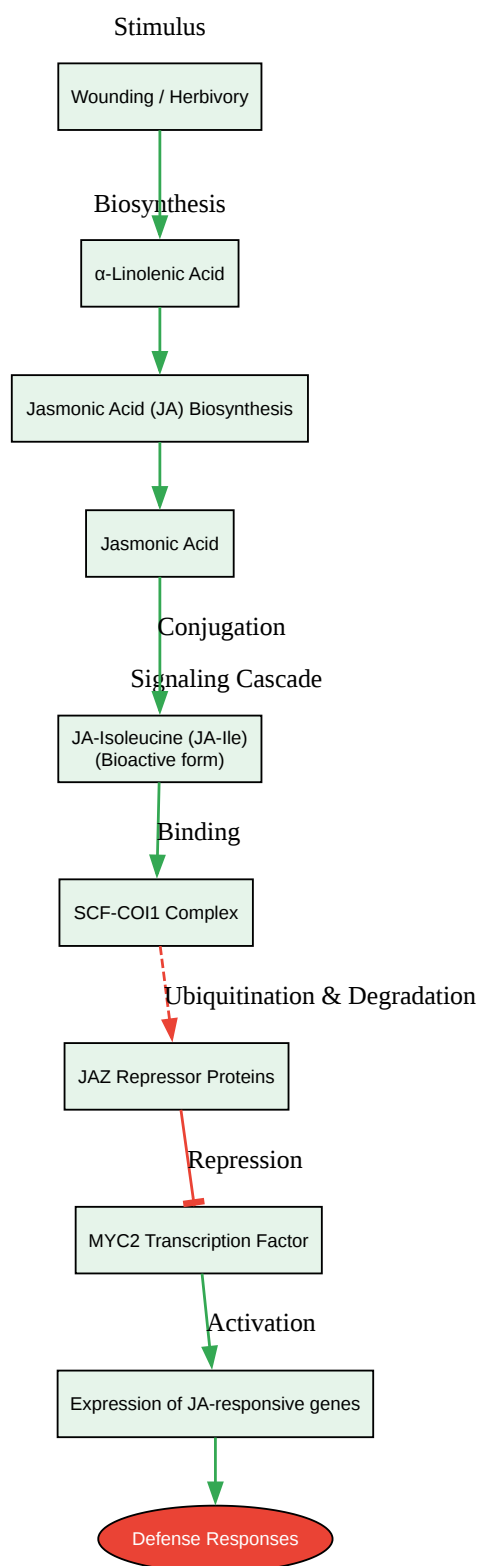 Stimulus
Wounding / Herbivory
Biosynthesis
α-Linolenic Acid
Jasmonic Acid (JA) Biosynthesis
Jasmonic Acid
Conjugation
Signaling Cascade
JA-Isoleucine (JA-Ile)
(Bioactive form)
Binding
SCF-COI1 Complex
Ubiquitination & Degradation
JAZ Repressor Proteins
Repression
MYC2 Transcription Factor
Activation
Expression of JA-responsive genes
Defense Responses